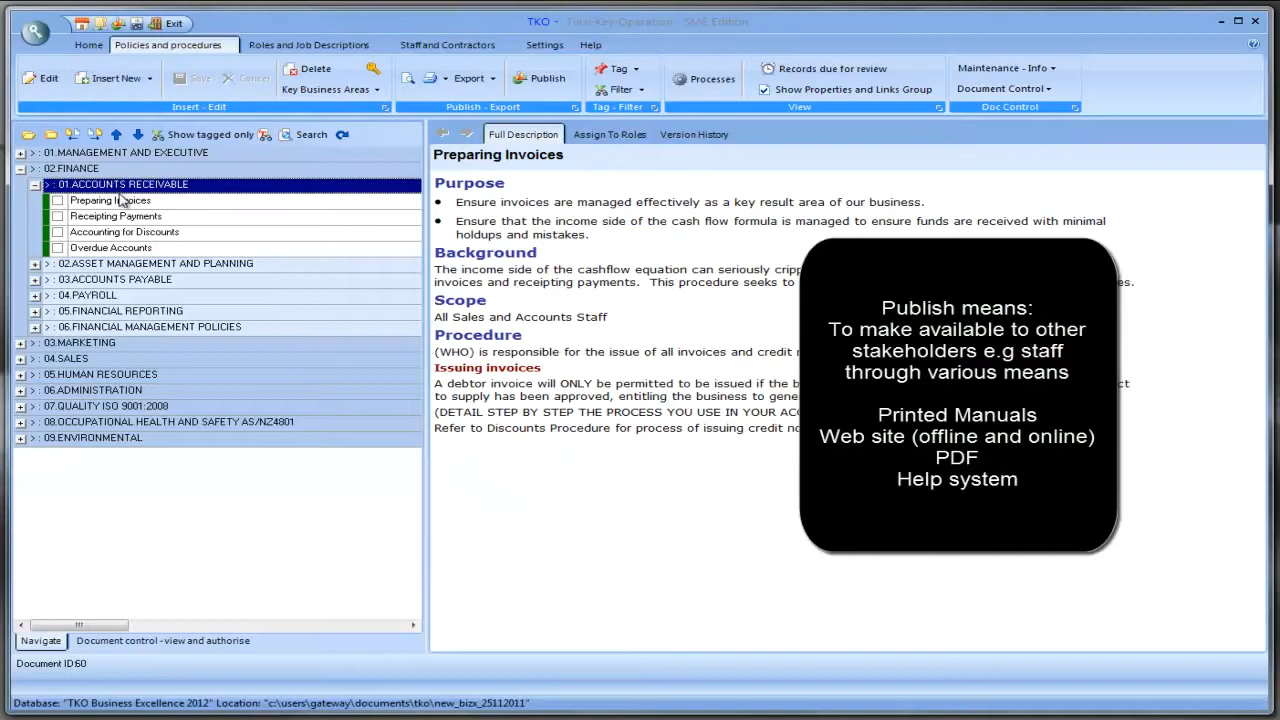 Exit
TKO - Turn-Key-Operation - SME Edition
Home Policies and procedures Roles and Job Descriptions Staff and Contractors Settings Help
Edit Insert New Save Cancel Delete Key Business Areas
Export Publish
Tag Filter
Processes Records due for review Show Properties and Links Group
Maintenance - Info Document Control
Insert - Edit Publish - Export Tag - Filter View Doc Control
Show tagged only Search
> : 01.MANAGEMENT AND EXECUTIVE
> : 02.FINANCE
> : 01.ACCOUNTS RECEIVABLE
Preparing Invoices
Receipting Payments
Accounting for Discounts
Overdue Accounts
> : 02.ASSET MANAGEMENT AND PLANNING
> : 03.ACCOUNTS PAYABLE
> : 04.PAYROLL
> : 05.FINANCIAL REPORTING
> : 06.FINANCIAL MANAGEMENT POLICIES
> : 03.MARKETING
> : 04.SALES
> : 05.HUMAN RESOURCES
> : 06.ADMINISTRATION
> : 07.QUALITY ISO 9001:2008
> : 08.OCCUPATIONAL HEALTH AND SAFETY AS/NZ4801
> : 09.ENVIRONMENTAL
Navigate Document control - view and authorise
Full Description Assign To Roles Version History
Preparing Invoices
Purpose
• Ensure invoices are managed effectively as a key result area of our business.
• Ensure that the income side of the cash flow formula is managed to ensure funds are received with minimal
holdups and mistakes.
Background
The income side of the cashflow equation can seriously
invoices and receipting payments. This procedure seeks to
Scope
All Sales and Accounts Staff
Procedure
(WHO) is responsible for the issue of all invoices and credit
Issuing invoices
A debtor invoice will ONLY be permitted to be issued if the
to supply has been approved, entitling the business to
(DETAIL STEP BY STEP THE PROCESS YOU USE IN YOUR
Refer to Discounts Procedure for process of issuing credit
Publish means:
To make available to other
stakeholders e.g staff
through various means
Printed Manuals
Web site (offline and online)
PDF
Help system
Document ID:60
Database: "TKO Business Excellence 2012" Location: "c:\users\gateway\documents\tko\new_bizx_25112011"